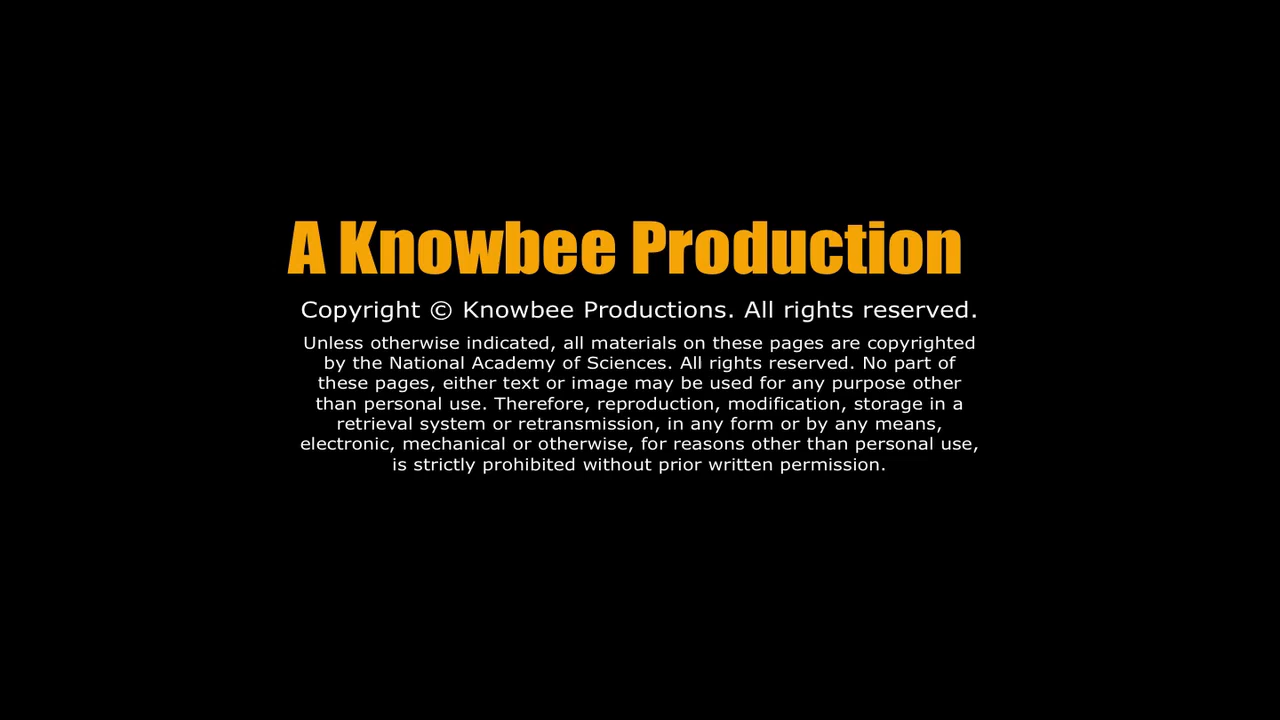 A Knowbee Production
Copyright © Knowbee Productions. All rights reserved.
Unless otherwise indicated, all materials on these pages are copyrighted
by the National Academy of Sciences. All rights reserved. No part of
these pages, either text or image may be used for any purpose other
than personal use. Therefore, reproduction, modification, storage in a
retrieval system or retransmission, in any form or by any means,
electronic, mechanical or otherwise, for reasons other than personal use,
is strictly prohibited without prior written permission.